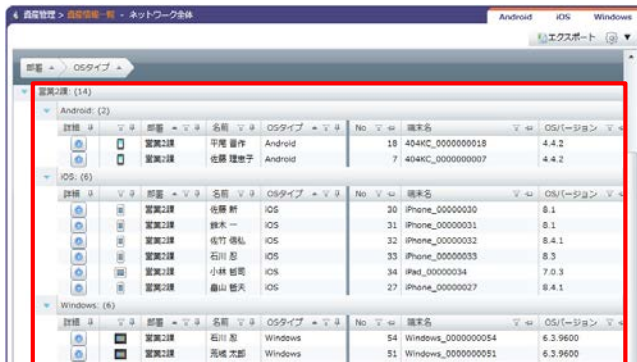 資産管理 > 資産情報一覧 - ネットワーク全体
Android iOS Windows
エクスポート
部署 OSタイプ
営業2課: (14)
Android: (2)
詳細 部署 名前 OSタイプ No 端末名 OSバージョン
営業2課 平尾 晋作 Android 18 404KC_0000000018 4.4.2
営業2課 佐藤 理恵子 Android 7 404KC_0000000007 4.4.2
iOS: (6)
詳細 部署 名前 OSタイプ No 端末名 OSバージョン
営業2課 佐藤 新 iOS 30 iPhone_00000030 8.1
営業2課 鈴木 一 iOS 31 iPhone_00000031 8.1
営業2課 佐竹 信弘 iOS 32 iPhone_00000032 8.4.1
営業2課 石川 忍 iOS 33 iPhone_00000033 8.3
営業2課 小林 哲司 iOS 34 iPad_00000034 7.0.3
営業2課 畠山 哲夫 iOS 27 iPhone_00000027 8.4.1
Windows: (6)
詳細 部署 名前 OSタイプ No 端末名 OSバージョン
営業2課 石川 忍 Windows 54 Windows_0000000054 6.3.9600
営業2課 荒城 太郎 Windows 51 Windows_0000000051 6.3.9600